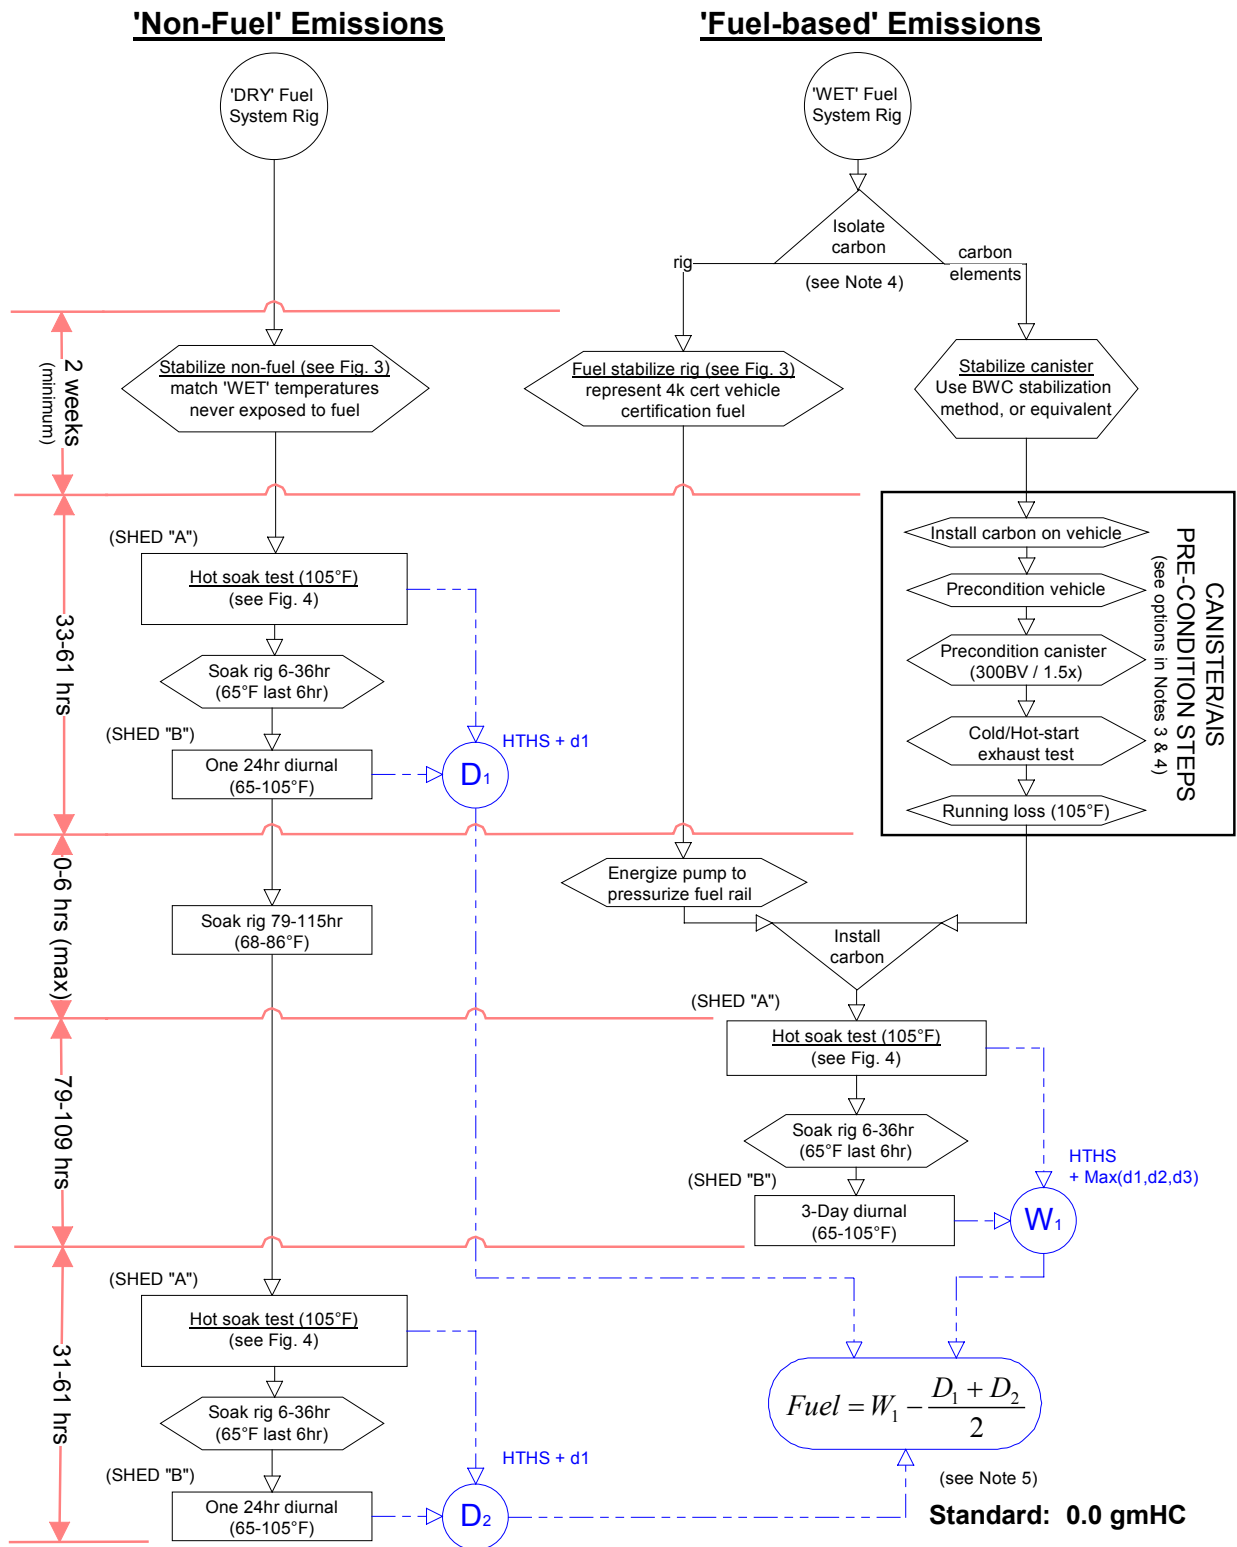 'Non-Fuel' Emissions
'Fuel-based' Emissions
'DRY' Fuel
System Rig
'WET' Fuel
System Rig
Isolate
carbon
rig
carbon
elements
(see Note 4)
2 weeks
(minimum)
Stabilize non-fuel (see Fig. 3)
match 'WET' temperatures
never exposed to fuel
Fuel stabilize rig (see Fig. 3)
represent 4k cert vehicle
certification fuel
Stabilize canister
Use BWC stabilization
method, or equivalent
33-61 hrs
(SHED "A")
Hot soak test (105°F)
(see Fig. 4)
Soak rig 6-36hr
(65°F last 6hr)
(SHED "B")
One 24hr diurnal
(65-105°F)
HTHS + d1
D1
Install carbon on vehicle
Precondition vehicle
Precondition canister
(300BV / 1.5x)
Cold/Hot-start
exhaust test
Running loss (105°F)
CANISTER/AIS
PRE-CONDITION STEPS
(see options in Notes 3 & 4)
0-6 hrs (max)
Soak rig 79-115hr
(68-86°F)
Energize pump to
pressurize fuel rail
Install
carbon
79-109 hrs
(SHED "A")
Hot soak test (105°F)
(see Fig. 4)
Soak rig 6-36hr
(65°F last 6hr)
(SHED "B")
3-Day diurnal
(65-105°F)
HTHS
+ Max(d1,d2,d3)
W1
31-61 hrs
(SHED "A")
Hot soak test (105°F)
(see Fig. 4)
Soak rig 6-36hr
(65°F last 6hr)
(SHED "B")
One 24hr diurnal
(65-105°F)
HTHS + d1
D2
Fuel = W1 − (D1 + D2)/2
(see Note 5)
Standard: 0.0 gmHC